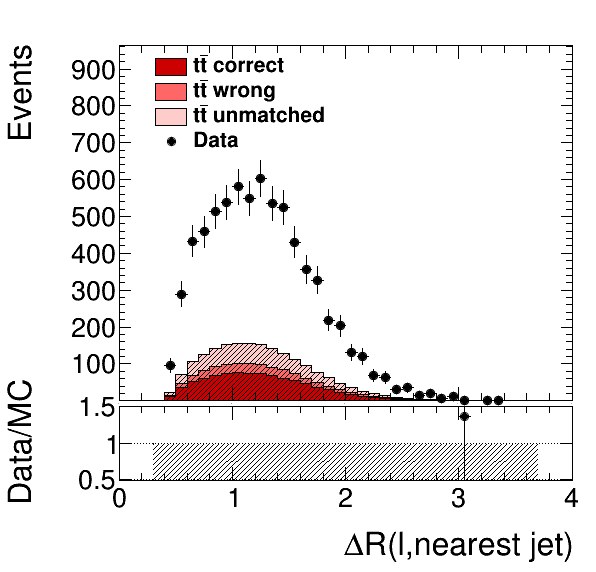 Events
900
800
700
600
500
400
300
200
100
tt̄ correct
tt̄ wrong
tt̄ unmatched
Data
Data/MC
1.5
1
0.5
0 1 2 3 4
ΔR(l,nearest jet)